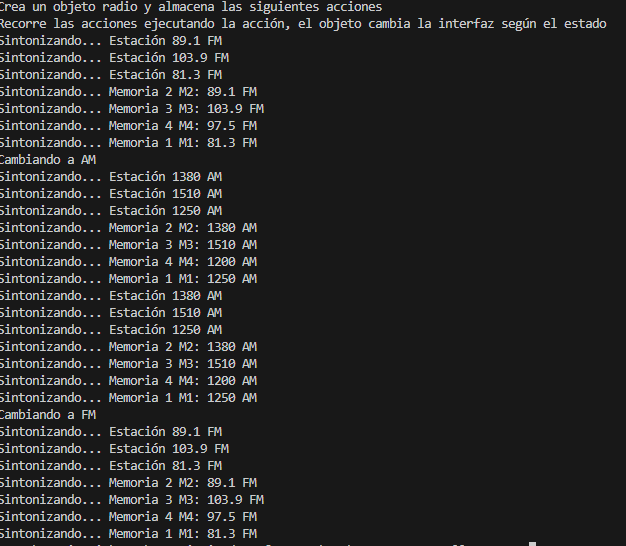 Crea un objeto radio y almacena las siguientes acciones
Recorre las acciones ejecutando la acción, el objeto cambia la interfaz según el estado
Sintonizando... Estación 89.1 FM
Sintonizando... Estación 103.9 FM
Sintonizando... Estación 81.3 FM
Sintonizando... Memoria 2 M2: 89.1 FM
Sintonizando... Memoria 3 M3: 103.9 FM
Sintonizando... Memoria 4 M4: 97.5 FM
Sintonizando... Memoria 1 M1: 81.3 FM
Cambiando a AM
Sintonizando... Estación 1380 AM
Sintonizando... Estación 1510 AM
Sintonizando... Estación 1250 AM
Sintonizando... Memoria 2 M2: 1380 AM
Sintonizando... Memoria 3 M3: 1510 AM
Sintonizando... Memoria 4 M4: 1200 AM
Sintonizando... Memoria 1 M1: 1250 AM
Sintonizando... Estación 1380 AM
Sintonizando... Estación 1510 AM
Sintonizando... Estación 1250 AM
Sintonizando... Memoria 2 M2: 1380 AM
Sintonizando... Memoria 3 M3: 1510 AM
Sintonizando... Memoria 4 M4: 1200 AM
Sintonizando... Memoria 1 M1: 1250 AM
Cambiando a FM
Sintonizando... Estación 89.1 FM
Sintonizando... Estación 103.9 FM
Sintonizando... Estación 81.3 FM
Sintonizando... Memoria 2 M2: 89.1 FM
Sintonizando... Memoria 3 M3: 103.9 FM
Sintonizando... Memoria 4 M4: 97.5 FM
Sintonizando... Memoria 1 M1: 81.3 FM